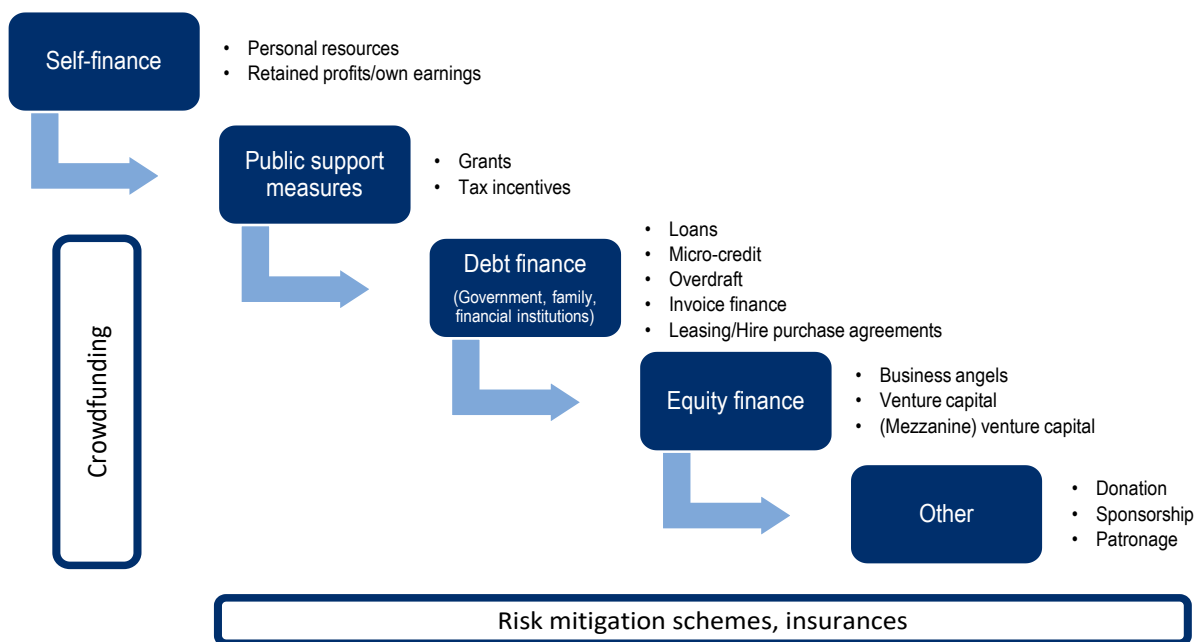 Self-finance
• Personal resources
• Retained profits/own earnings
Public support
measures
• Grants
• Tax incentives
Debt finance
(Government, family,
financial institutions)
• Loans
• Micro-credit
• Overdraft
• Invoice finance
• Leasing/Hire purchase agreements
Crowdfunding
Equity finance
• Business angels
• Venture capital
• (Mezzanine) venture capital
Other
• Donation
• Sponsorship
• Patronage
Risk mitigation schemes, insurances